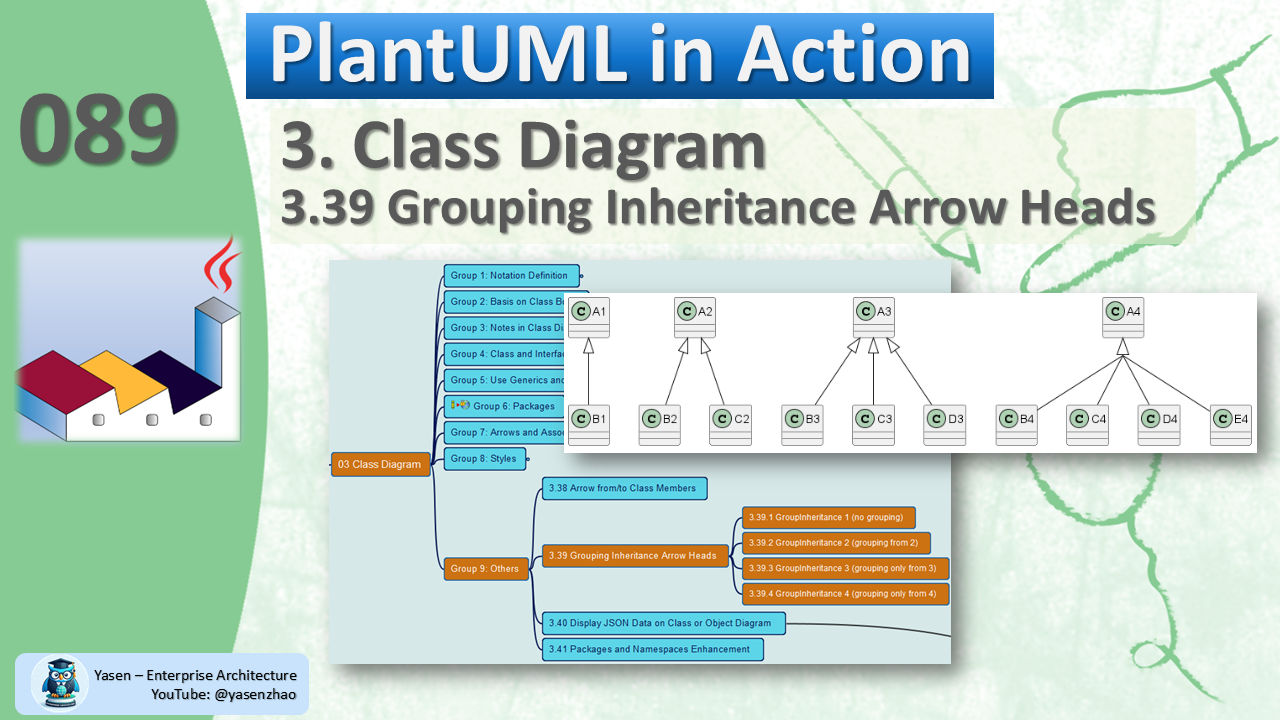 PlantUML in Action
089
3. Class Diagram
3.39 Grouping Inheritance Arrow Heads
Group 1: Notation Definition
Group 2: Basis on Class B
Group 3: Notes in Class Di
Group 4: Class and Interfa
Group 5: Use Generics and
Group 6: Packages
Group 7: Arrows and Asso
Group 8: Styles
03 Class Diagram
3.38 Arrow from/to Class Members
3.39 Grouping Inheritance Arrow Heads
3.39.1 GroupInheritance 1 (no grouping)
3.39.2 GroupInheritance 2 (grouping from 2)
3.39.3 GroupInheritance 3 (grouping only from 3)
3.39.4 GroupInheritance 4 (grouping only from 4)
Group 9: Others
3.40 Display JSON Data on Class or Object Diagram
3.41 Packages and Namespaces Enhancement
C A1 C A2 C A3 C A4
C B1 C B2 C C2 C B3 C C3 C D3 C B4 C C4 C D4 C E4
Yasen – Enterprise Architecture
YouTube: @yasenzhao